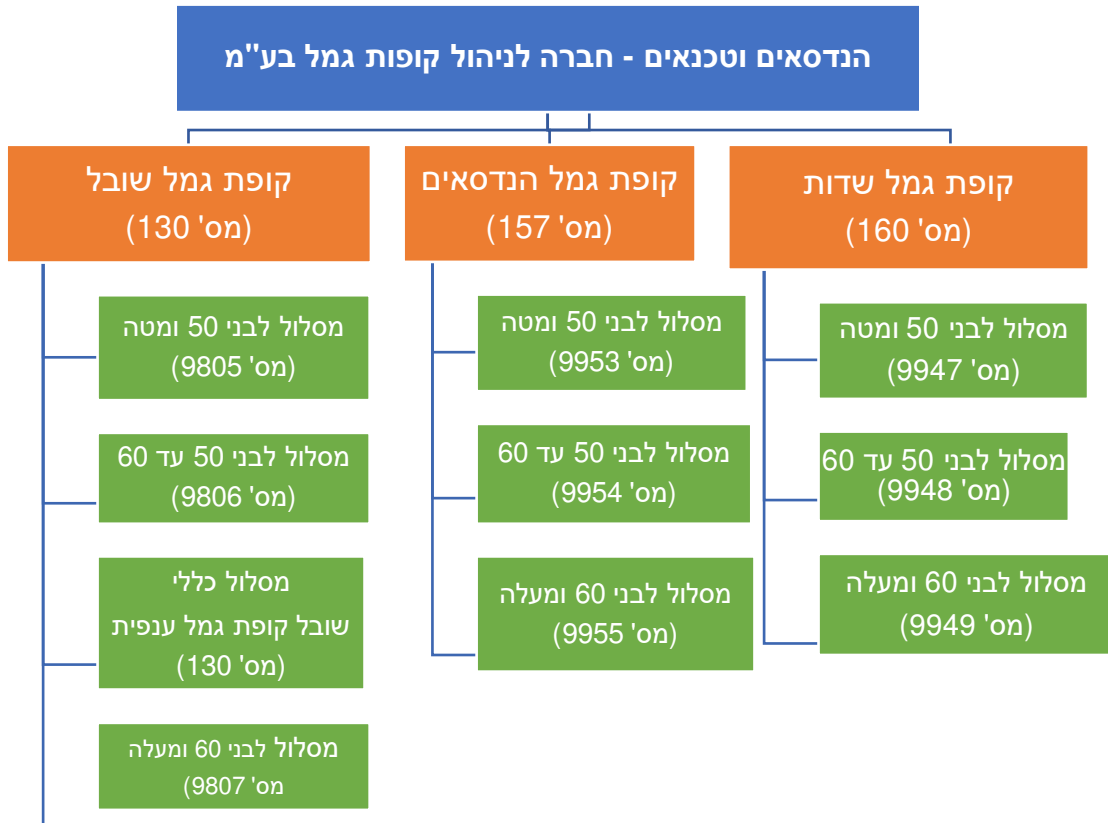 הנדסאים וטכנאים - חברה לניהול קופות גמל בע"מ
קופת גמל שדות
(מס' 160)
מסלול לבני 50 ומטה
(מס' 9947)
מסלול לבני 50 עד 60
(מס' 9948)
מסלול לבני 60 ומעלה
(מס' 9949)
קופת גמל הנדסאים
(מס' 157)
מסלול לבני 50 ומטה
(מס' 9953)
מסלול לבני 50 עד 60
(מס' 9954)
מסלול לבני 60 ומעלה
(מס' 9955)
קופת גמל שובל
(מס' 130)
מסלול לבני 50 ומטה
(מס' 9805)
מסלול לבני 50 עד 60
(מס' 9806)
מסלול כללי
שובל קופת גמל ענפית
(מס' 130)
מסלול לבני 60 ומעלה
מס' 9807)